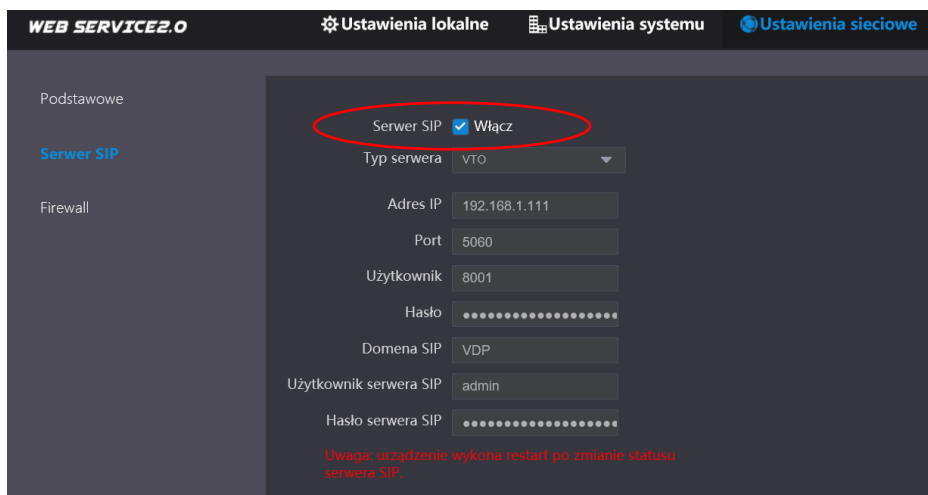 WEB SERVICE2.0 Ustawienia lokalne Ustawienia systemu Ustawienia sieciowe
Podstawowe
Serwer SIP
Firewall
Serwer SIP Włącz
Typ serwera VTO
Adres IP 192.168.1.111
Port 5060
Użytkownik 8001
Hasło ●●●●●●●●●●●●●●●●●●●
Domena SIP VDP
Użytkownik serwera SIP admin
Hasło serwera SIP ●●●●●●●●●●●●●●●●●●●
Uwaga: urządzenie wykona restart po zmianie statusu
serwera SIP.